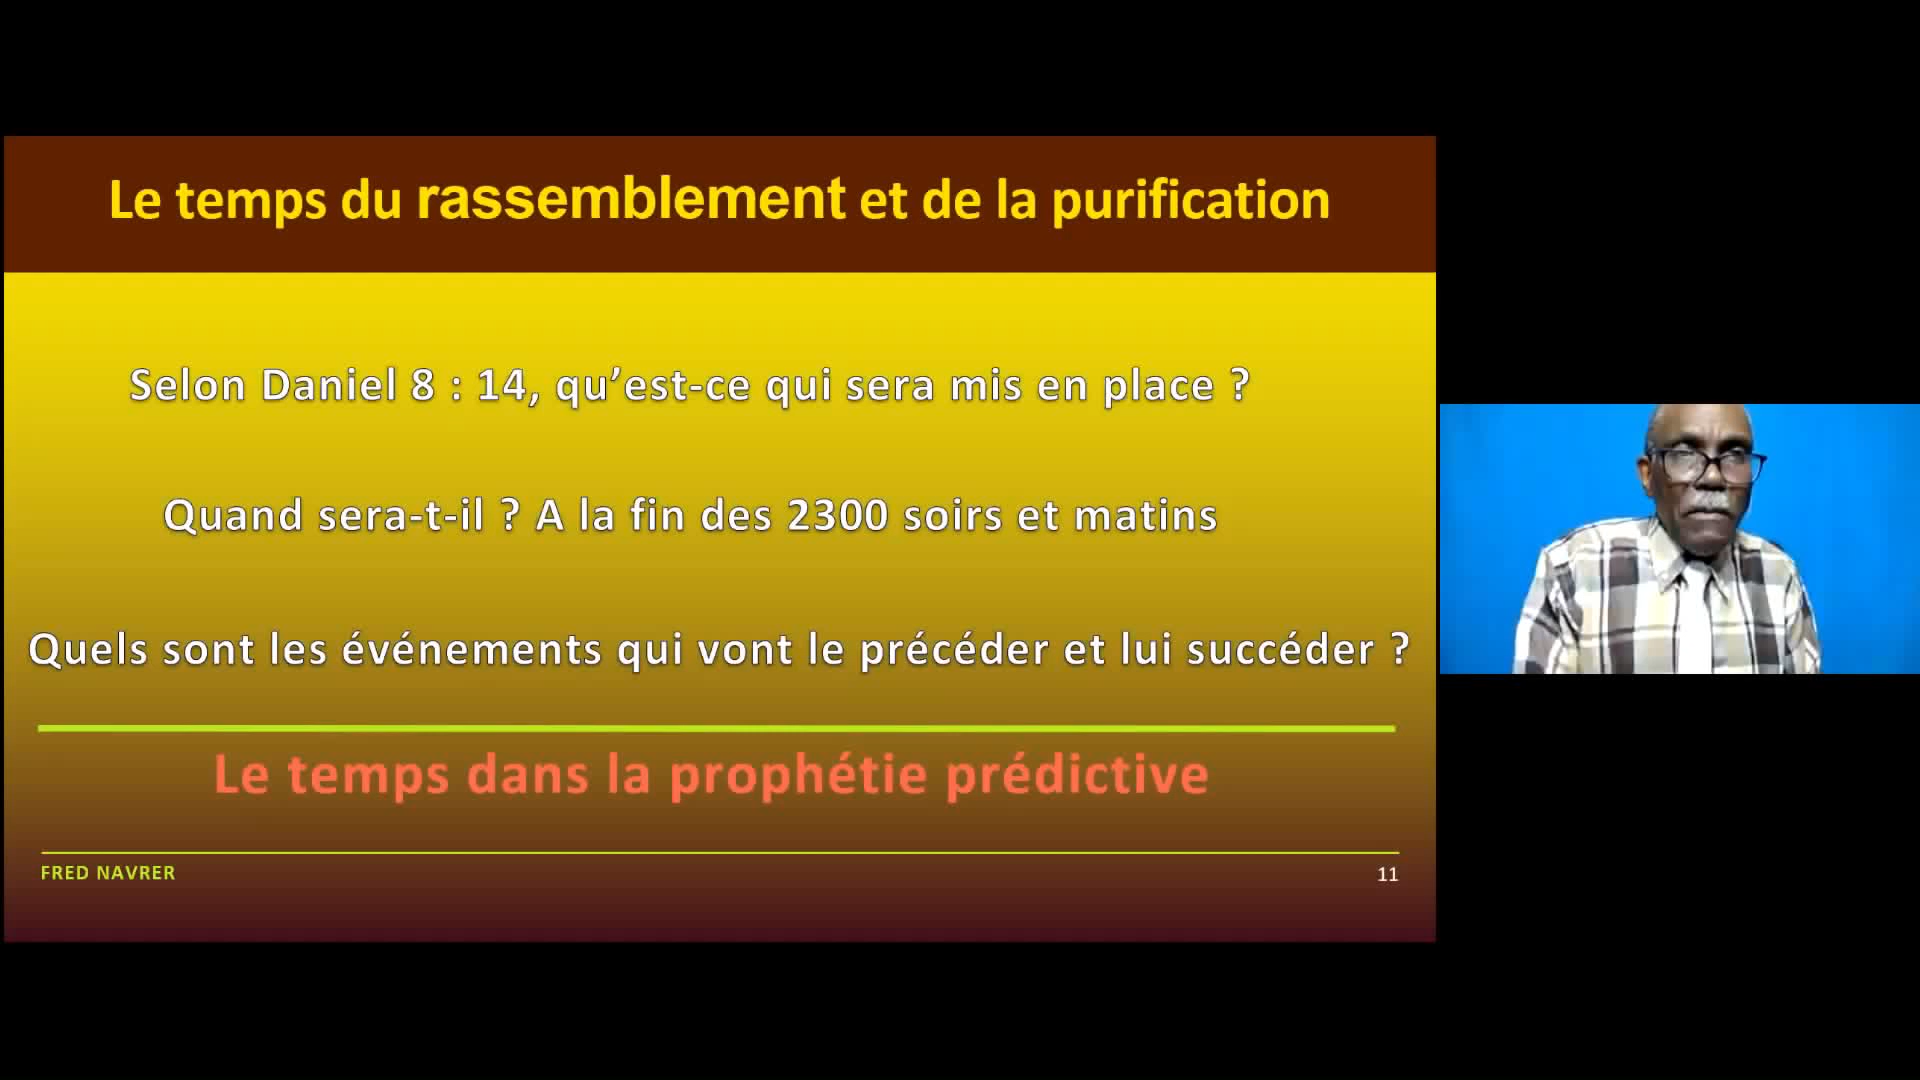 Le temps du rassemblement et de la purification
Selon Daniel 8 : 14, qu’est-ce qui sera mis en place ?
Quand sera-t-il ? A la fin des 2300 soirs et matins
Quels sont les événements qui vont le précéder et lui succéder ?
Le temps dans la prophétie prédictive
FRED NAVRER
11